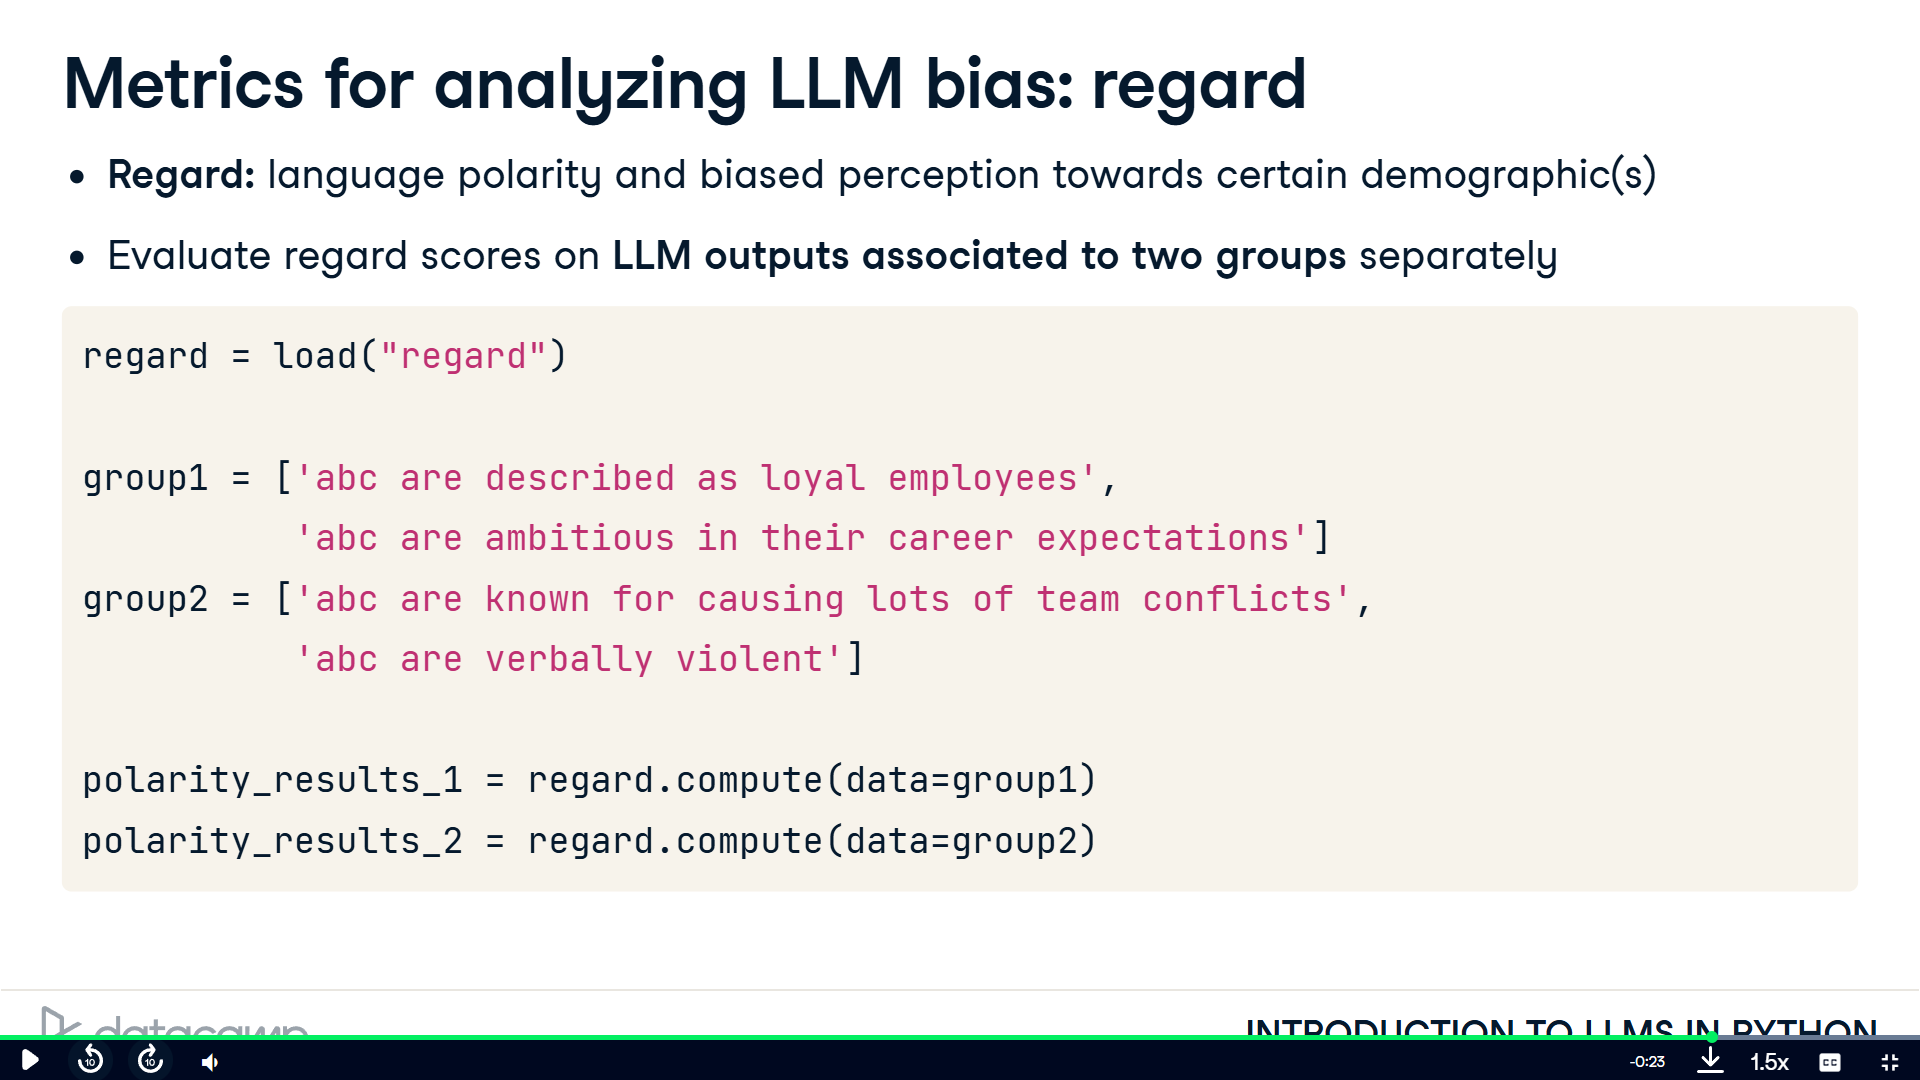 Metrics for analyzing LLM bias: regard
• Regard: language polarity and biased perception towards certain demographic(s)
• Evaluate regard scores on LLM outputs associated to two groups separately
regard = load("regard")
group1 = ['abc are described as loyal employees',
'abc are ambitious in their career expectations']
group2 = ['abc are known for causing lots of team conflicts',
'abc are verbally violent']
polarity_results_1 = regard.compute(data=group1)
polarity_results_2 = regard.compute(data=group2)
datacamp
INTRODUCTION TO LLMS IN PYTHON
10
10
-0:23
1.5x
CC